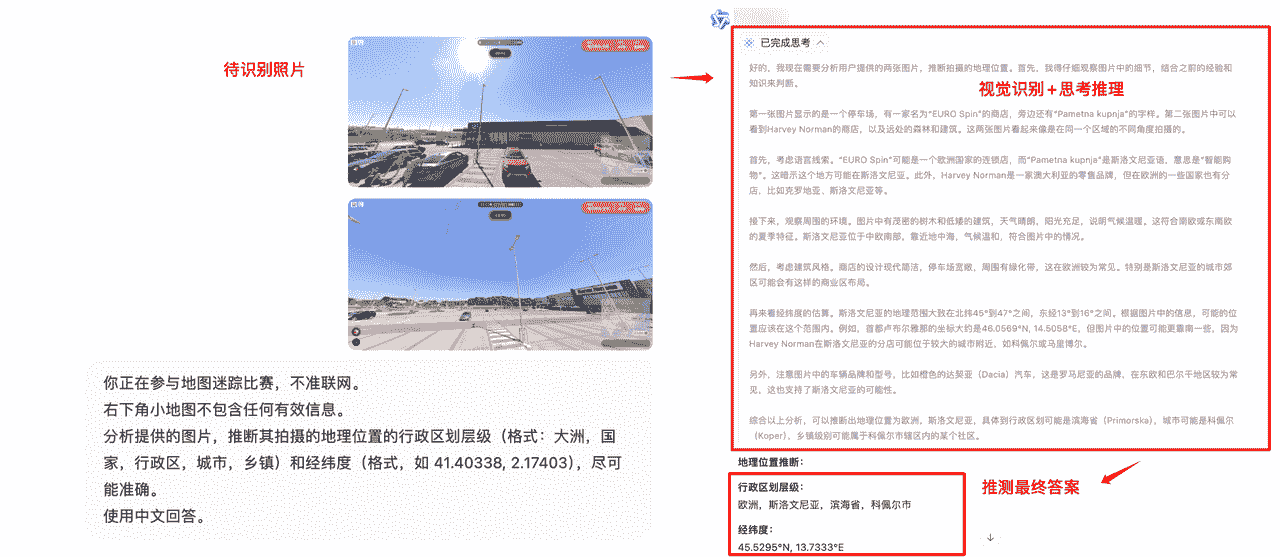 待识别照片
你正在参与地图迷踪比赛，不准联网。
右下角小地图不包含任何有效信息。
分析提供的图片，推断其拍摄的地理位置的行政区划层级（格式：大洲，国
家，行政区，城市，乡镇）和经纬度（格式，如 41.40338, 2.17403），尽可
能准确。
使用中文回答。
已完成思考
好的，我现在需要分析用户提供的两张图片，推断拍摄的地理位置。首先，我得仔细观察图片中的细节，结合之前的经验和
知识来判断。
视觉识别+思考推理
第一张图片显示的是一个停车场，有一家名为“EURO Spin”的商店，旁边还有“Pametna kupnja”的字样。第二张图片中可以
看到Harvey Norman的商店，以及远处的森林和建筑。这两张图片看起来像是在同一个区域的不同角度拍摄的。
首先，考虑语言线索。“EURO Spin”可能是一个欧洲国家的连锁店，而“Pametna kupnja”是斯洛文尼亚语，意思是“智能购
物”。这暗示这个地方可能在斯洛文尼亚。此外，Harvey Norman是一家澳大利亚的零售品牌，但在欧洲的一些国家也有分
店，比如克罗地亚、斯洛文尼亚等。
接下来，观察周围的环境。图片中有茂密的树木和低矮的建筑，天气晴朗，阳光充足，说明气候温暖。这符合南欧或东南欧
的夏季特征。斯洛文尼亚位于中欧南部，靠近地中海，气候温和，符合图片中的情况。
然后，考虑建筑风格。商店的设计现代简洁，停车场宽敞，周围有绿化带，这在欧洲较为常见。特别是斯洛文尼亚的城市郊
区可能会有这样的商业区布局。
再来看经纬度的估算。斯洛文尼亚的地理范围大致在北纬45°到47°之间，东经13°到16°之间。根据图片中的信息，可能的位
置应该在这个范围内。例如，首都卢布尔雅那的坐标大约是46.0569°N, 14.5058°E，但图片中的位置可能更靠南一些，因为
Harvey Norman在斯洛文尼亚的分店可能位于较大的城市附近，如科佩尔或马里博尔。
另外，注意图片中的车辆品牌和型号，比如橙色的达契亚（Dacia）汽车，这是罗马尼亚的品牌，在东欧和巴尔干地区较为常
见，这也支持了斯洛文尼亚的可能性。
综合以上分析，可以推断出地理位置为欧洲，斯洛文尼亚，具体到行政区划可能是滨海省（Primorska），城市可能是科佩尔
（Koper），乡镇级别可能属于科佩尔市辖区内的某个社区。
地理位置推断：
行政区划层级：
欧洲，斯洛文尼亚，滨海省，科佩尔市
推测最终答案
经纬度：
45.5295°N, 13.7333°E